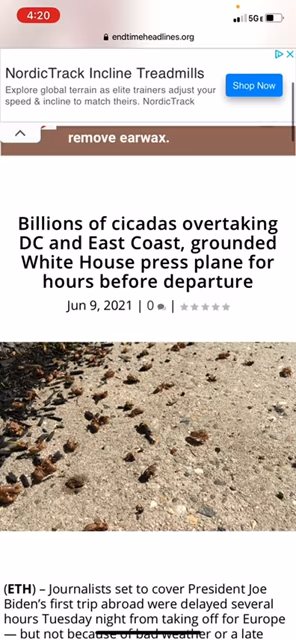 4:20
5GE
endtimeheadlines.org
NordicTrack Incline Treadmills
Explore global terrain as elite trainers adjust your
speed & incline to match theirs. NordicTrack
Shop Now
remove earwax.
Billions of cicadas overtaking
DC and East Coast, grounded
White House press plane for
hours before departure
Jun 9, 2021 | 0 |
(ETH) – Journalists set to cover President Joe
Biden’s first trip abroad were delayed several
hours Tuesday night from taking off for Europe
— but not because of bad weather or a late